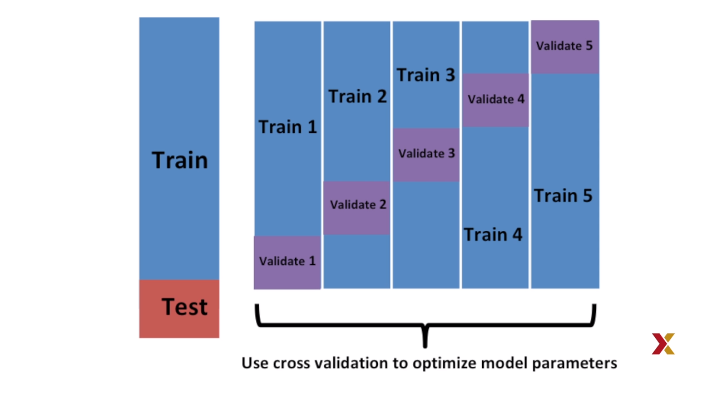 Train
Test
Train 1
Validate 1
Train 2
Validate 2
Train 3
Validate 3
Validate 4
Train 4
Validate 5
Train 5
Use cross validation to optimize model parameters